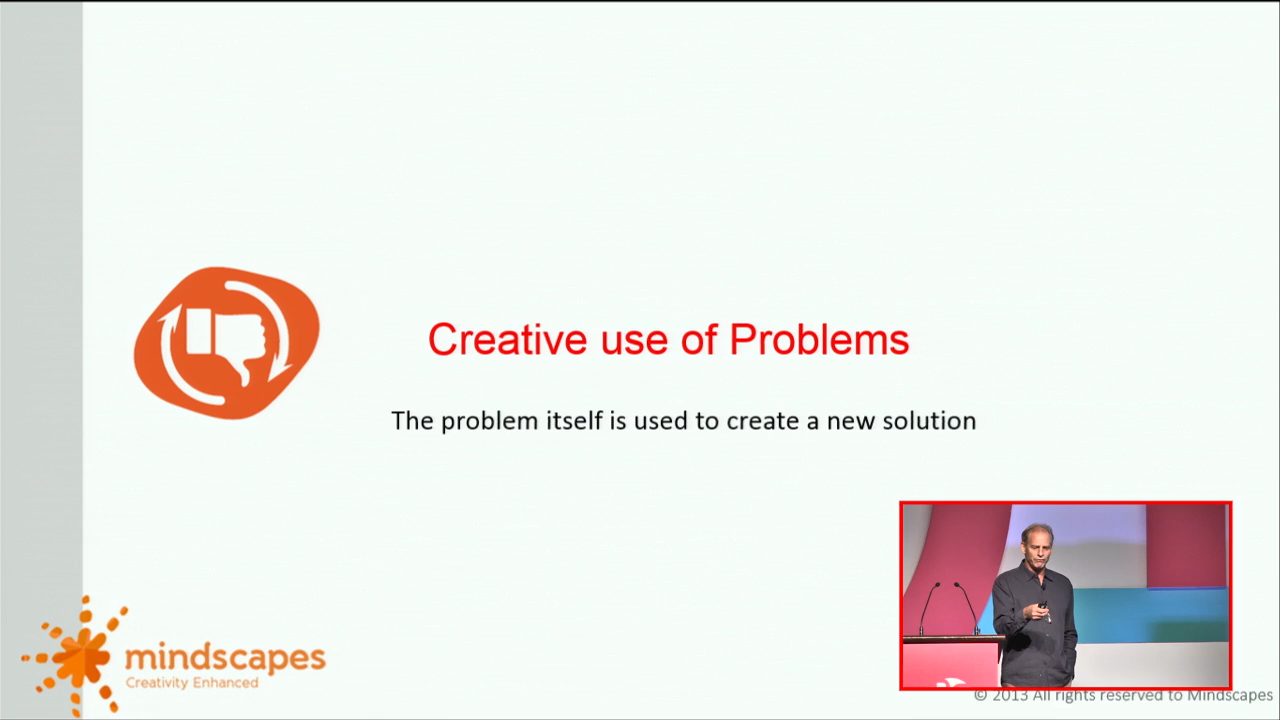 Creative use of Problems
The problem itself is used to create a new solution
mindscapes
Creativity Enhanced
© 2013 All rights reserved to Mindscapes